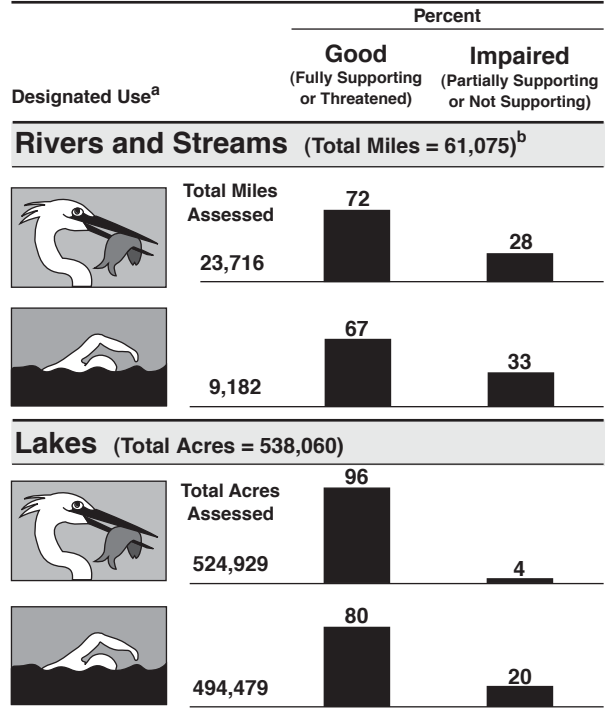 Percent
Good
(Fully Supporting
or Threatened)
Impaired
(Partially Supporting
or Not Supporting)
Designated Useᵃ
Rivers and Streams (Total Miles = 61,075)ᵇ
Total Miles
Assessed
72
28
23,716
67
33
9,182
Lakes (Total Acres = 538,060)
Total Acres
Assessed
96
524,929
4
80
494,479
20